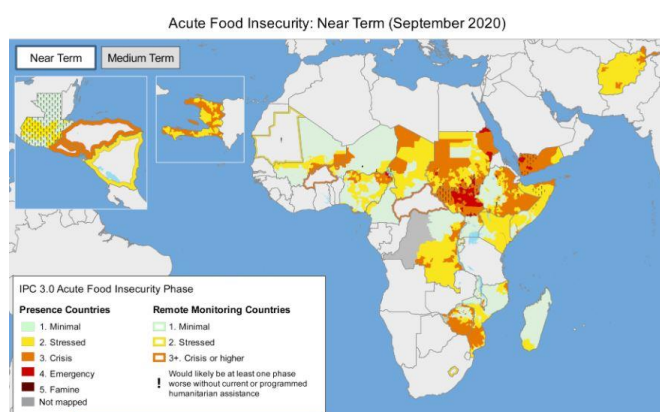 Acute Food Insecurity: Near Term (September 2020)
Near Term
Medium Term
IPC 3.0 Acute Food Insecurity Phase
Presence Countries
1. Minimal
2. Stressed
3. Crisis
4. Emergency
5. Famine
Not mapped
Remote Monitoring Countries
1. Minimal
2. Stressed
3+. Crisis or higher
! Would likely be at least one phase
worse without current or programmed
humanitarian assistance